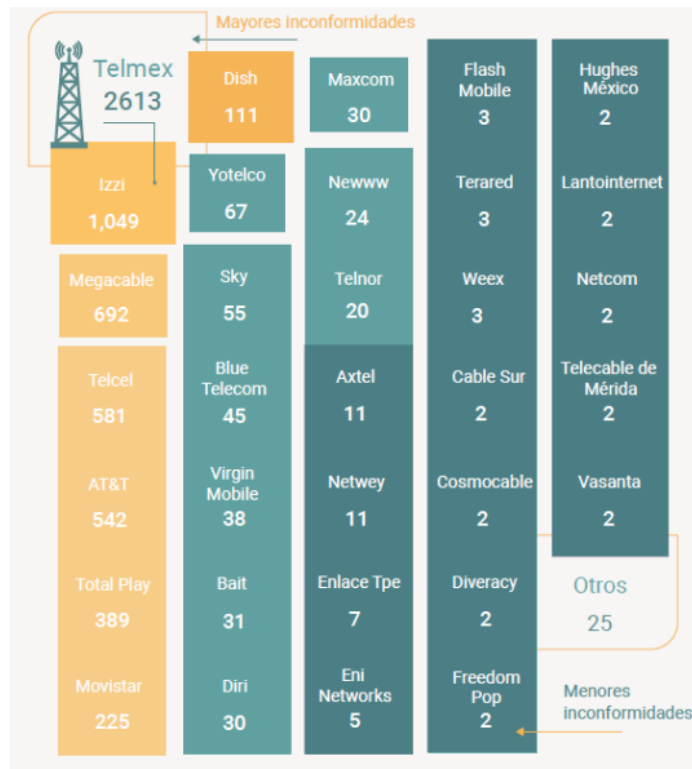 Mayores inconformidades
Telmex
2613
Izzi
1,049
Megacable
692
Telcel
581
AT&T
542
Total Play
389
Movistar
225
Dish
111
Yotelco
67
Sky
55
Blue
Telecom
45
Virgin
Mobile
38
Bait
31
Diri
30
Maxcom
30
Newww
24
Telnor
20
Axtel
11
Netwey
11
Enlace Tpe
7
Eni
Networks
5
Flash
Mobile
3
Terared
3
Weex
3
Cable Sur
2
Cosmocable
2
Diveracy
2
Freedom
Pop
2
Hughes
México
2
Lantointernet
2
Netcom
2
Telecable de
Mérida
2
Vasanta
2
Otros
25
Menores
inconformidades